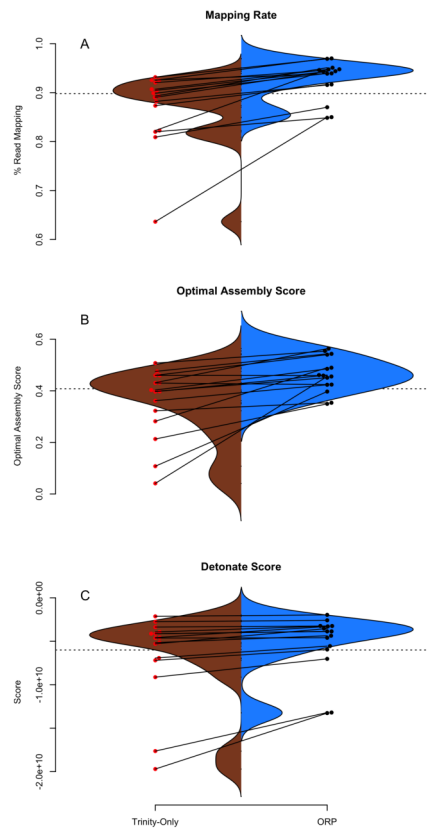 Mapping Rate
A
1.0
0.9
0.8
0.7
0.6
% Read Mapping
Optimal Assembly Score
B
0.6
0.4
0.2
0.0
Optimal Assembly Score
Detonate Score
C
0.0e+00
-1.0e+10
-2.0e+10
Score
Trinity-Only
ORP